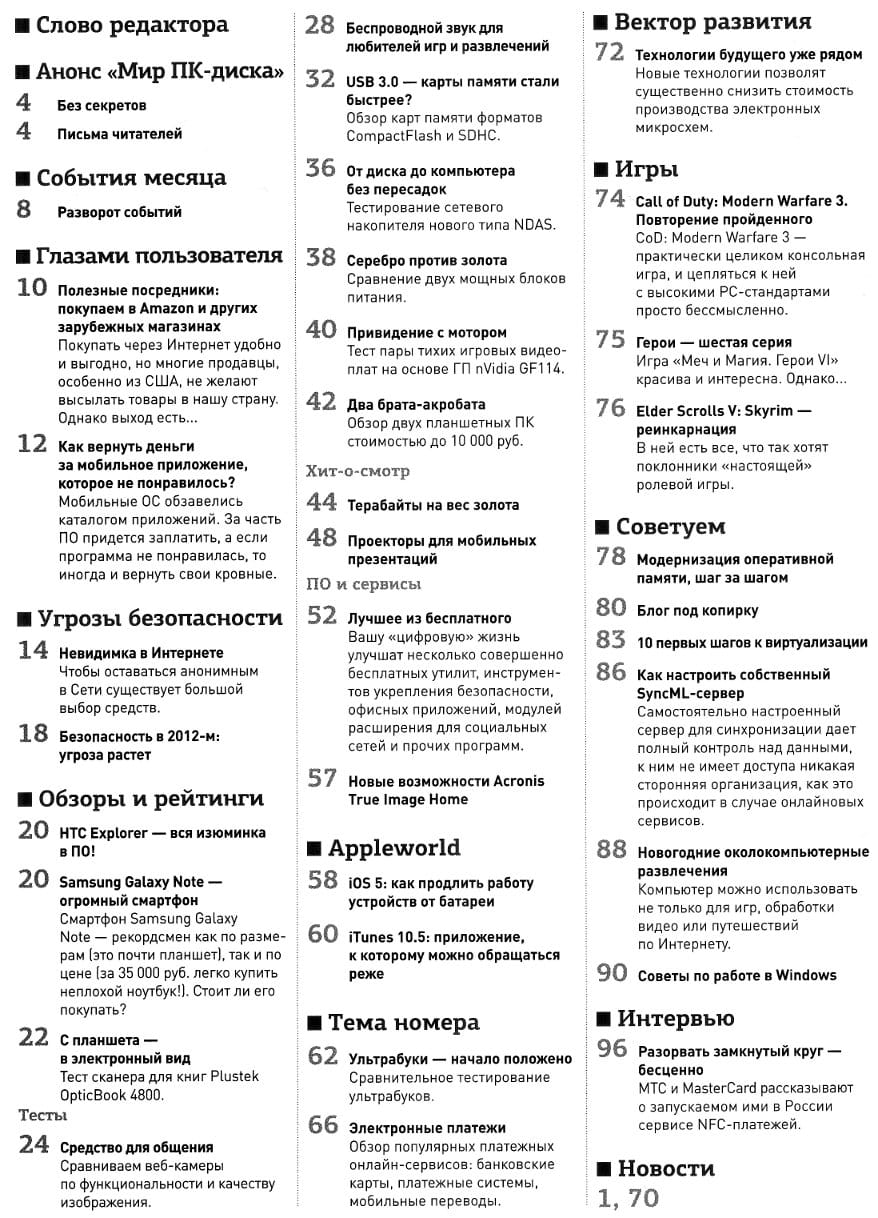 ■ Слово редактора
■ Анонс «Мир ПК-диска»
4 Без секретов
4 Письма читателей
■ События месяца
8 Разворот событий
■ Глазами пользователя
10 Полезные посредники:
покупаем в Amazon и других
зарубежных магазинах
Покупать через Интернет удобно
и выгодно, но многие продавцы,
особенно из США, не желают
высылать товары в нашу страну.
Однако выход есть...
12 Как вернуть деньги
за мобильное приложение,
которое не понравилось?
Мобильные ОС обзавелись
каталогом приложений. За часть
ПО придется заплатить, а если
программа не понравилась, то
иногда и вернуть свои кровные.
■ Угрозы безопасности
14 Невидимка в Интернете
Чтобы оставаться анонимным
в Сети существует большой
выбор средств.
18 Безопасность в 2012-м:
угроза растет
■ Обзоры и рейтинги
20 HTC Explorer — вся изюминка
в ПО!
20 Samsung Galaxy Note —
огромный смартфон
Смартфон Samsung Galaxy
Note — рекордсмен как по разме-
рам (это почти планшет), так и по
цене (за 35 000 руб. легко купить
неплохой ноутбук!). Стоит ли его
покупать?
22 С планшета —
в электронный вид
Тест сканера для книг Plustek
OpticBook 4800.
Тесты
24 Средство для общения
Сравниваем веб-камеры
по функциональности и качеству
изображения.
28 Беспроводной звук для
любителей игр и развлечений
32 USB 3.0 — карты памяти стали
быстрее?
Обзор карт памяти форматов
CompactFlash и SDHC.
36 От диска до компьютера
без пересадок
Тестирование сетевого
накопителя нового типа NDAS.
38 Серебро против золота
Сравнение двух мощных блоков
питания.
40 Привидение с мотором
Тест пары тихих игровых видео-
плат на основе ГП nVidia GF114.
42 Два брата-акробата
Обзор двух планшетных ПК
стоимостью до 10 000 руб.
Хит-о-смотр
44 Терабайты на вес золота
48 Проекторы для мобильных
презентаций
ПО и сервисы
52 Лучшее из бесплатного
Вашу «цифровую» жизнь
улучшат несколько совершенно
бесплатных утилит, инструмен-
тов укрепления безопасности,
офисных приложений, модулей
расширения для социальных
сетей и прочих программ.
57 Новые возможности Acronis
True Image Home
■ Appleworld
58 iOS 5: как продлить работу
устройств от батареи
60 iTunes 10.5: приложение,
к которому можно обращаться
реже
■ Тема номера
62 Ультрабуки — начало положено
Сравнительное тестирование
ультрабуков.
66 Электронные платежи
Обзор популярных платежных
онлайн-сервисов: банковские
карты, платежные системы,
мобильные переводы.
■ Вектор развития
72 Технологии будущего уже рядом
Новые технологии позволят
существенно снизить стоимость
производства электронных
микросхем.
■ Игры
74 Call of Duty: Modern Warfare 3.
Повторение пройденного
CoD: Modern Warfare 3 —
практически целиком консольная
игра, и цепляться к ней
с высокими PC-стандартами
просто бессмысленно.
75 Герои — шестая серия
Игра «Меч и Магия. Герои VI»
красива и интересна. Однако...
76 Elder Scrolls V: Skyrim —
реинкарнация
В ней есть все, что так хотят
поклонники «настоящей»
ролевой игры.
■ Советуем
78 Модернизация оперативной
памяти, шаг за шагом
80 Блог под копирку
83 10 первых шагов к виртуализации
86 Как настроить собственный
SyncML-сервер
Самостоятельно настроенный
сервер для синхронизации дает
полный контроль над данными,
к ним не имеет доступа никакая
сторонняя организация, как это
происходит в случае онлайновых
сервисов.
88 Новогодние околокомпьютерные
развлечения
Компьютер можно использовать
не только для игр, обработки
видео или путешествий
по Интернету.
90 Советы по работе в Windows
■ Интервью
96 Разорвать замкнутый круг —
бесценно
МТС и MasterCard рассказывают
о запускаемом ими в России
сервисе NFC-платежей.
■ Новости
1, 70